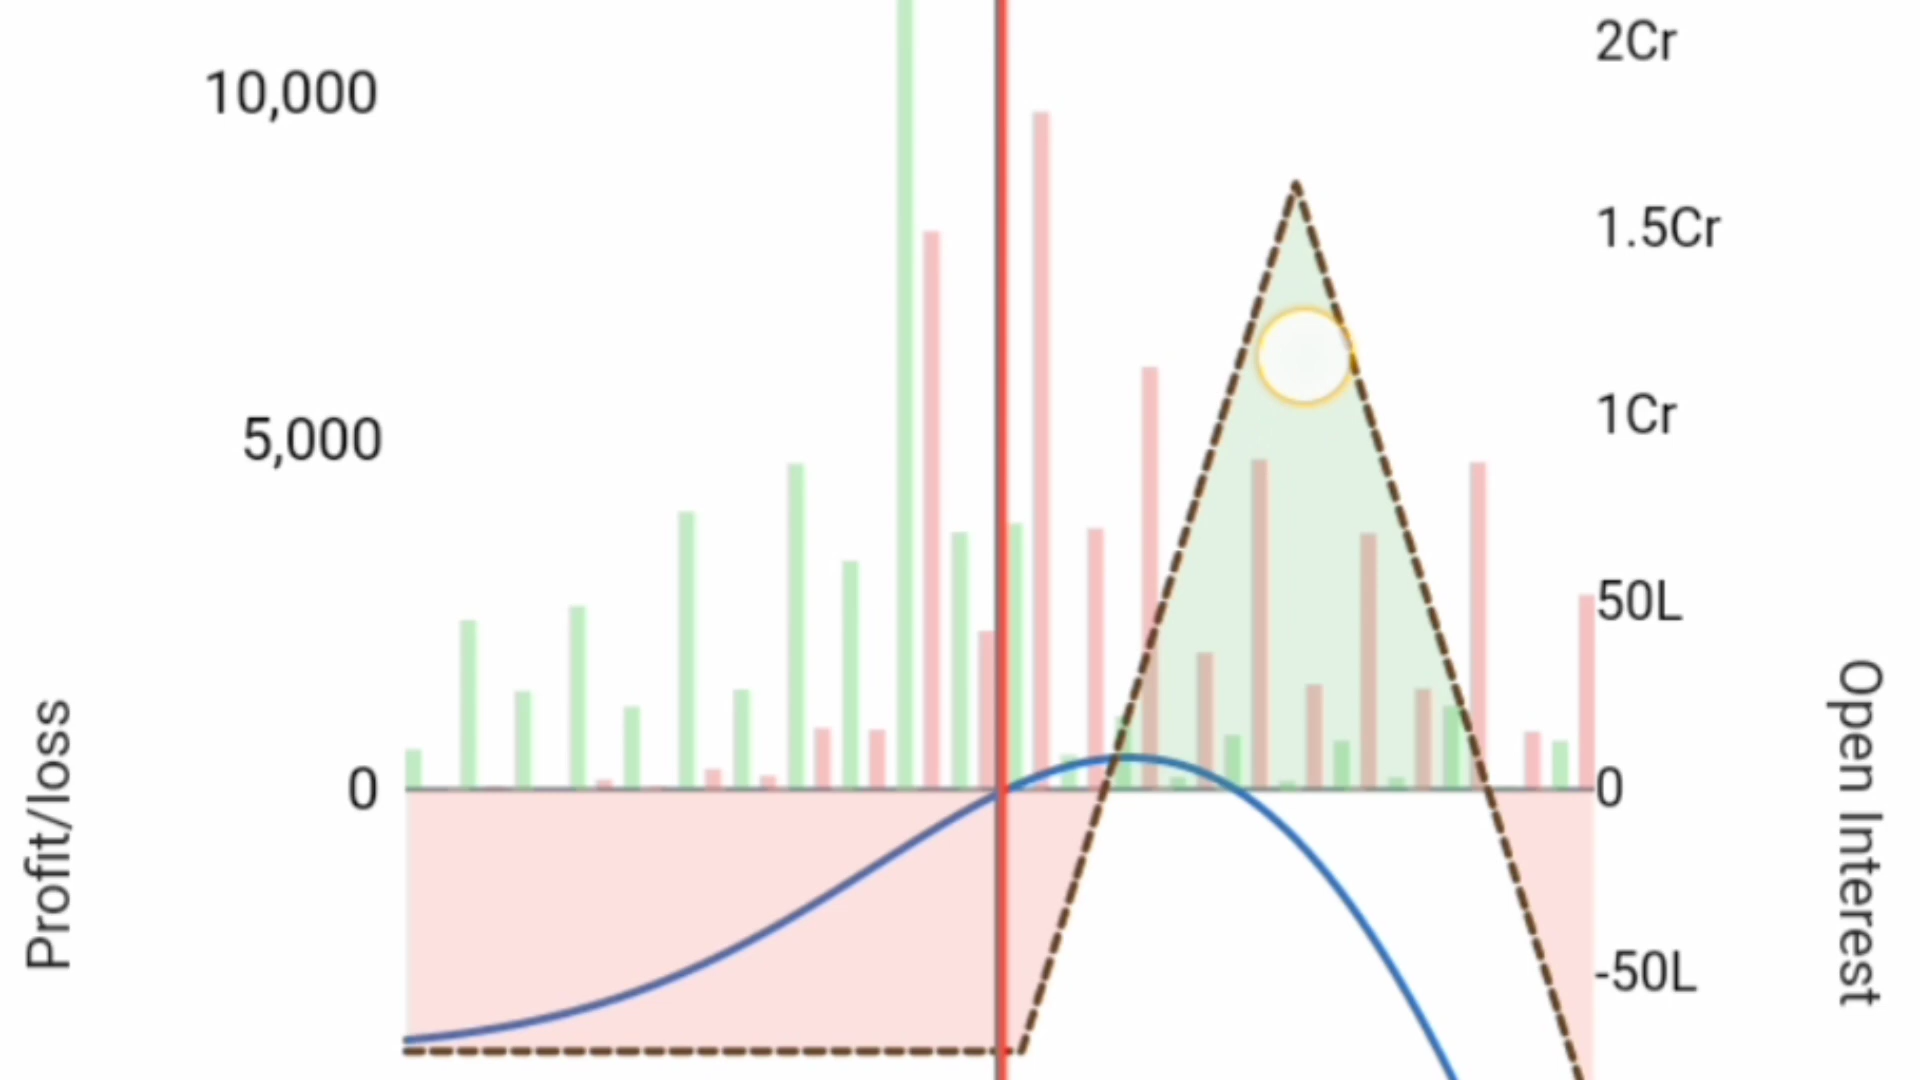 10,000
5,000
0
Profit/loss
2Cr
1.5Cr
1Cr
50L
0
-50L
Open Interest